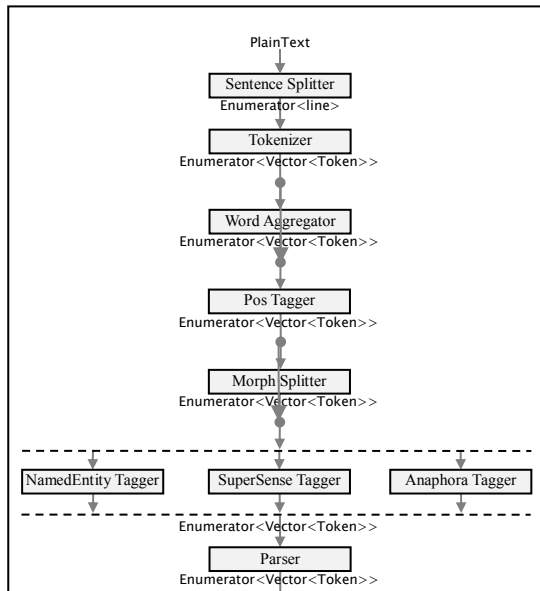 PlainText
Sentence Splitter
Enumerator<line>
Tokenizer
Enumerator<Vector<Token>>
Word Aggregator
Enumerator<Vector<Token>>
Pos Tagger
Enumerator<Vector<Token>>
Morph Splitter
Enumerator<Vector<Token>>
NamedEntity Tagger SuperSense Tagger Anaphora Tagger
Enumerator<Vector<Token>>
Parser
Enumerator<Vector<Token>>